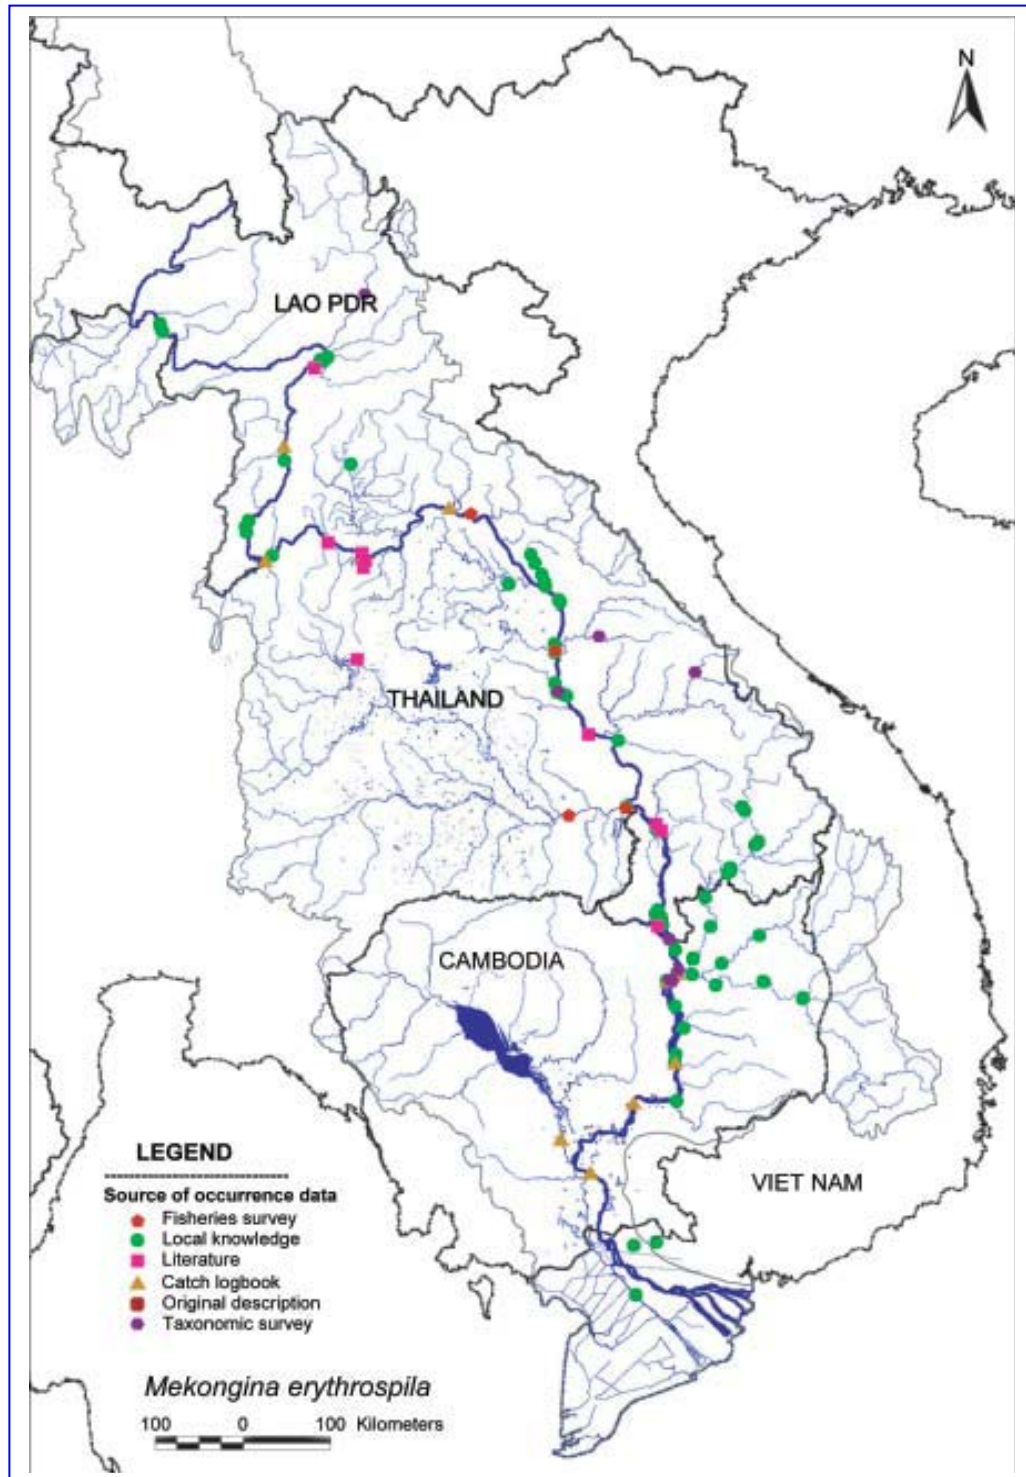 N
LAO PDR
THAILAND
CAMBODIA
VIET NAM
LEGEND
Source of occurrence data
Fisheries survey
Local knowledge
Literature
Catch logbook
Original description
Taxonomic survey
Mekongina erythrospila
100 0 100 Kilometers